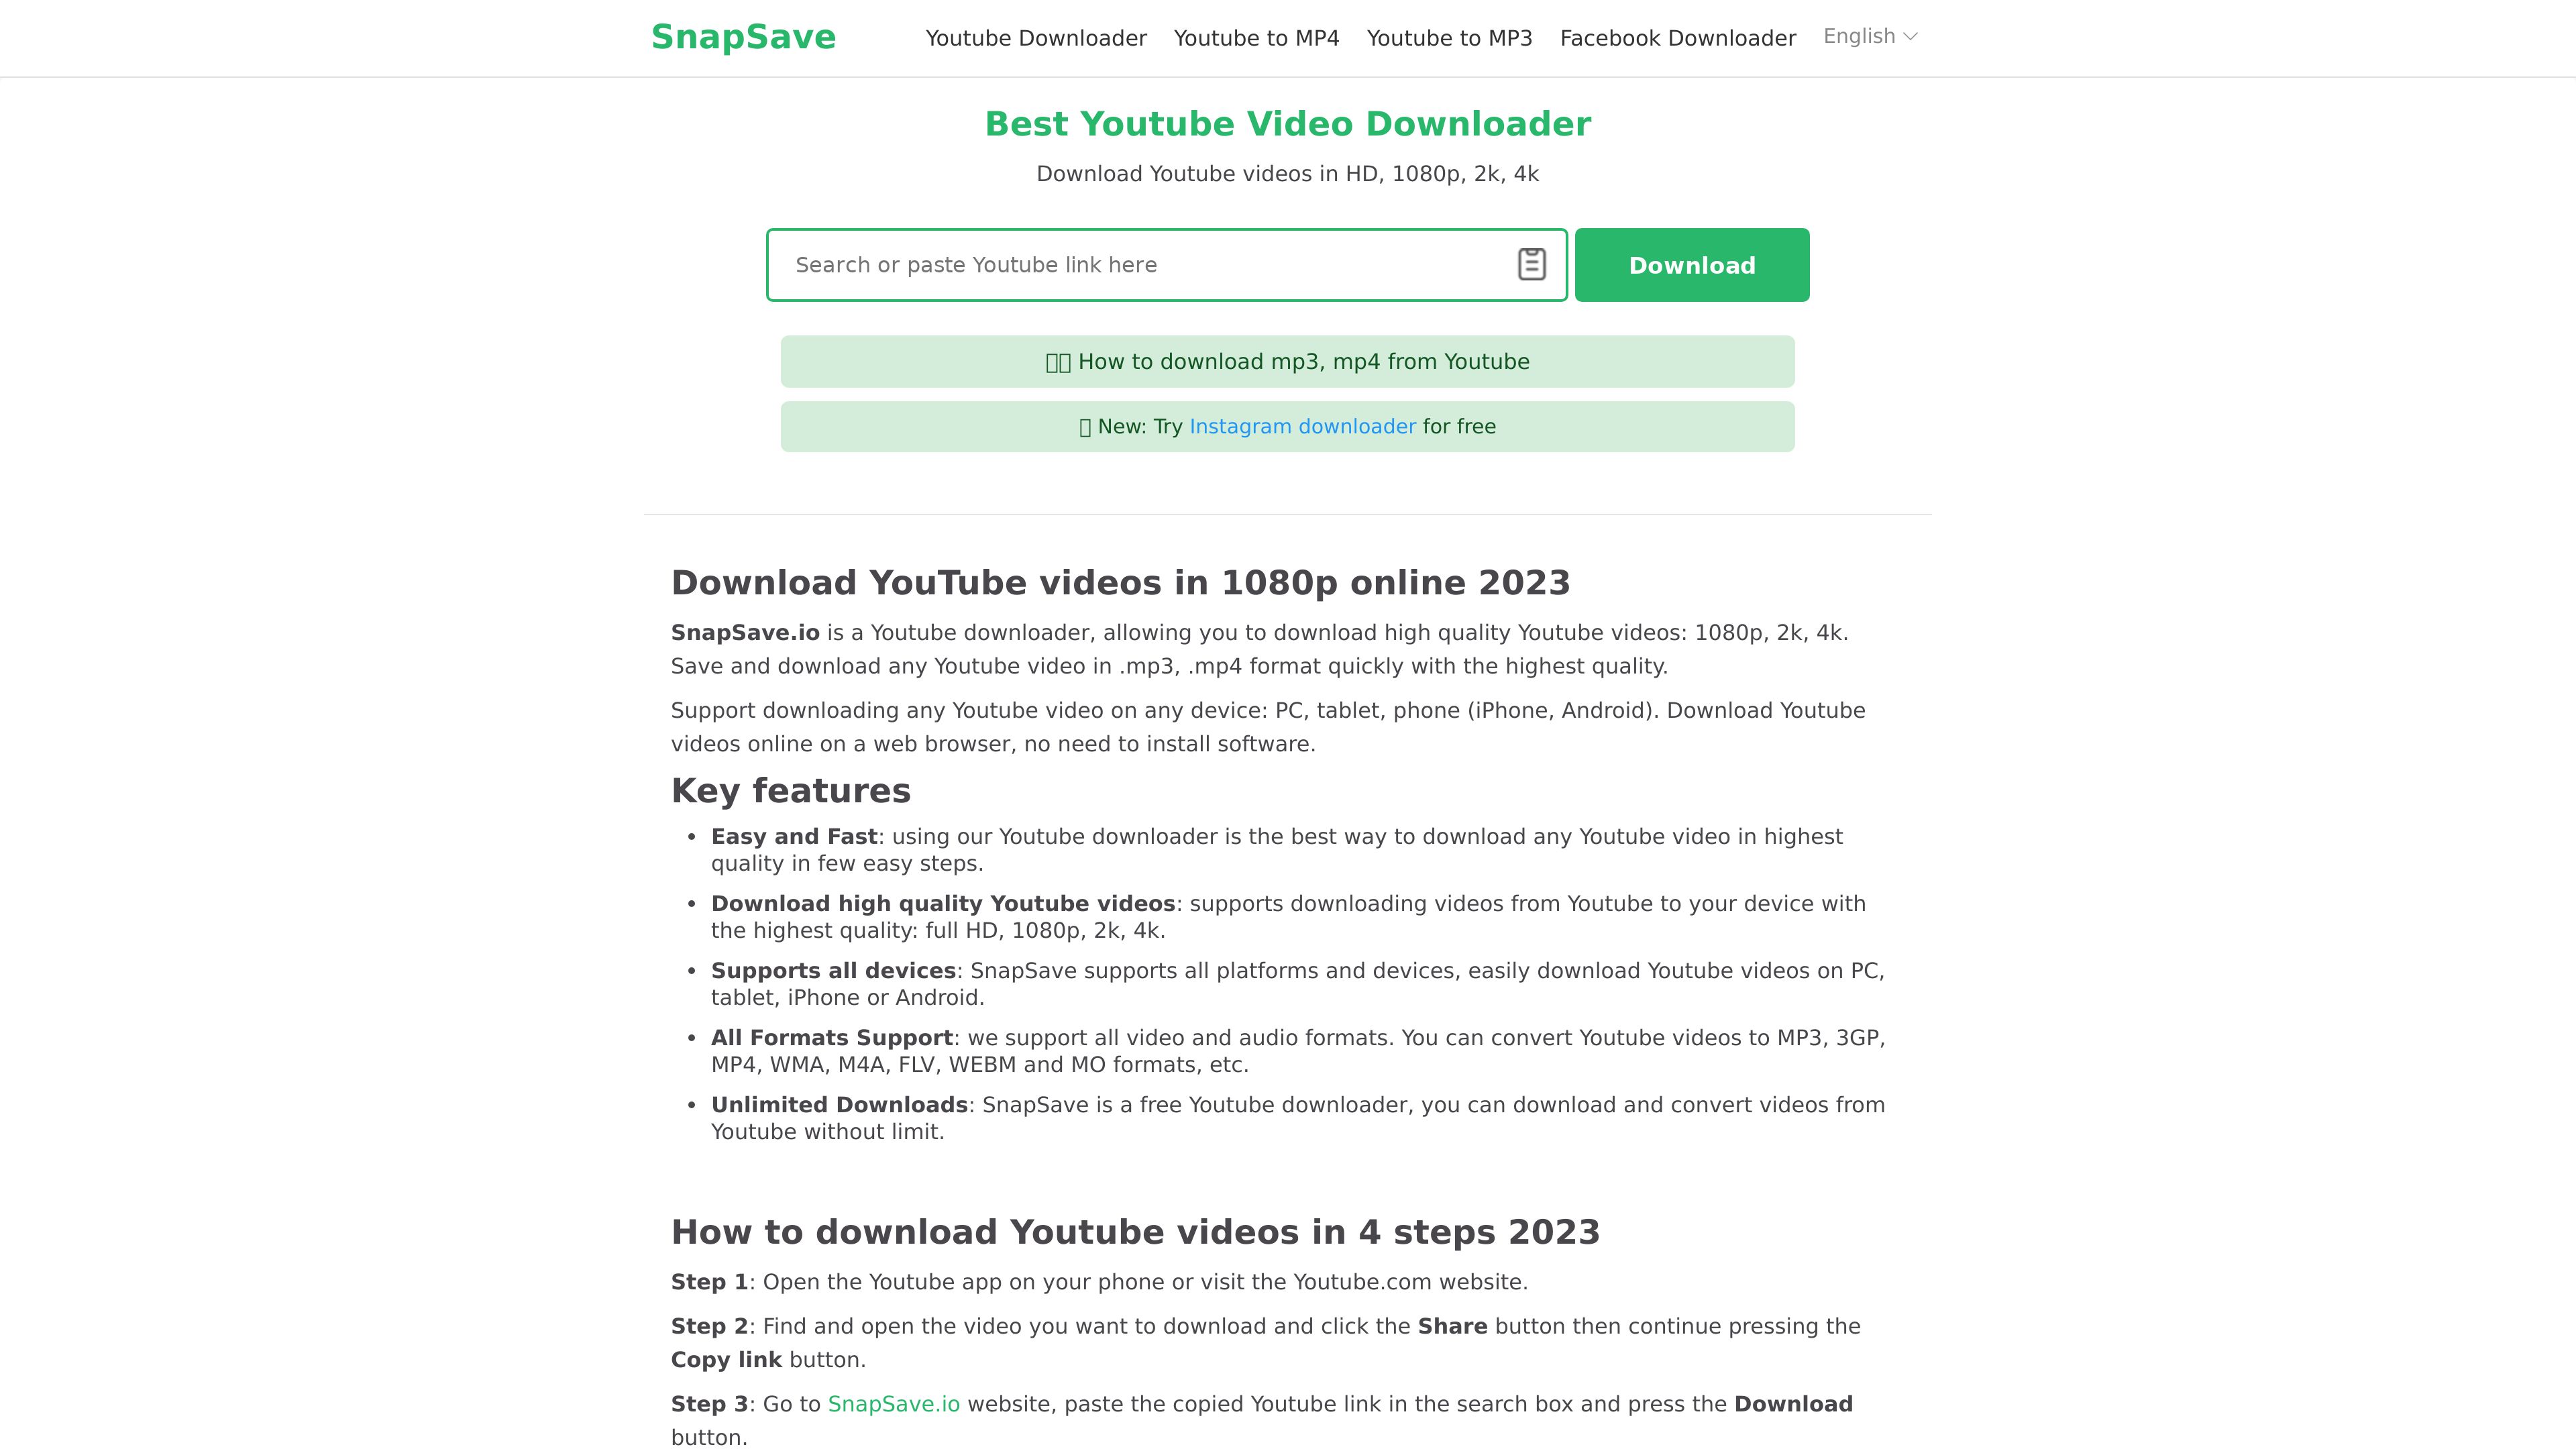 SnapSave
Youtube Downloader
Youtube to MP4
Youtube to MP3
Facebook Downloader
English
Best Youtube Video Downloader
Download Youtube videos in HD, 1080p, 2k, 4k
Search or paste Youtube link here
Download
How to download mp3, mp4 from Youtube
New: Try Instagram downloader for free
Download YouTube videos in 1080p online 2023
SnapSave.io is a Youtube downloader, allowing you to download high quality Youtube videos: 1080p, 2k, 4k.
Save and download any Youtube video in .mp3, .mp4 format quickly with the highest quality.
Support downloading any Youtube video on any device: PC, tablet, phone (iPhone, Android). Download Youtube
videos online on a web browser, no need to install software.
Key features
• Easy and Fast: using our Youtube downloader is the best way to download any Youtube video in highest
quality in few easy steps.
• Download high quality Youtube videos: supports downloading videos from Youtube to your device with
the highest quality: full HD, 1080p, 2k, 4k.
• Supports all devices: SnapSave supports all platforms and devices, easily download Youtube videos on PC,
tablet, iPhone or Android.
• All Formats Support: we support all video and audio formats. You can convert Youtube videos to MP3, 3GP,
MP4, WMA, M4A, FLV, WEBM and MO formats, etc.
• Unlimited Downloads: SnapSave is a free Youtube downloader, you can download and convert videos from
Youtube without limit.
How to download Youtube videos in 4 steps 2023
Step 1: Open the Youtube app on your phone or visit the Youtube.com website.
Step 2: Find and open the video you want to download and click the Share button then continue pressing the
Copy link button.
Step 3: Go to SnapSave.io website, paste the copied Youtube link in the search box and press the Download
button.